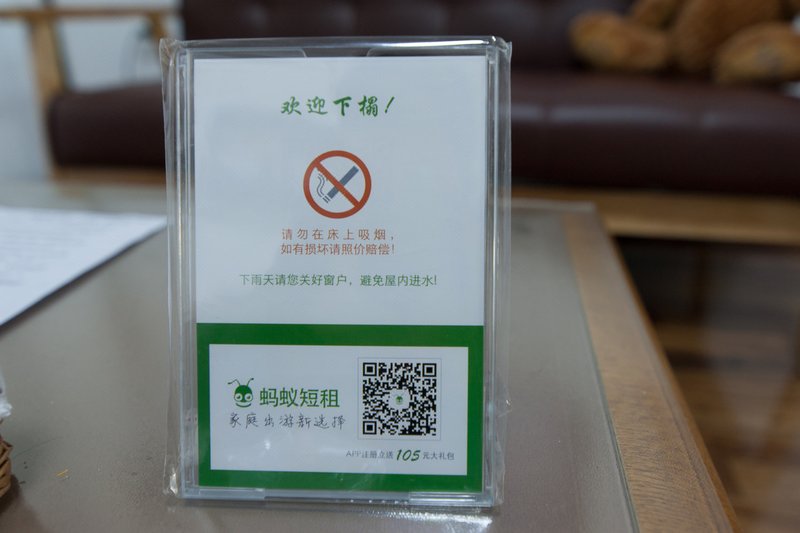 欢迎下榻!
请勿在床上吸烟，
如有损坏请照价赔偿!
下雨天请您关好窗户，避免屋内进水!
蚂蚁短租
家庭出游新选择
APP注册立送105元大礼包